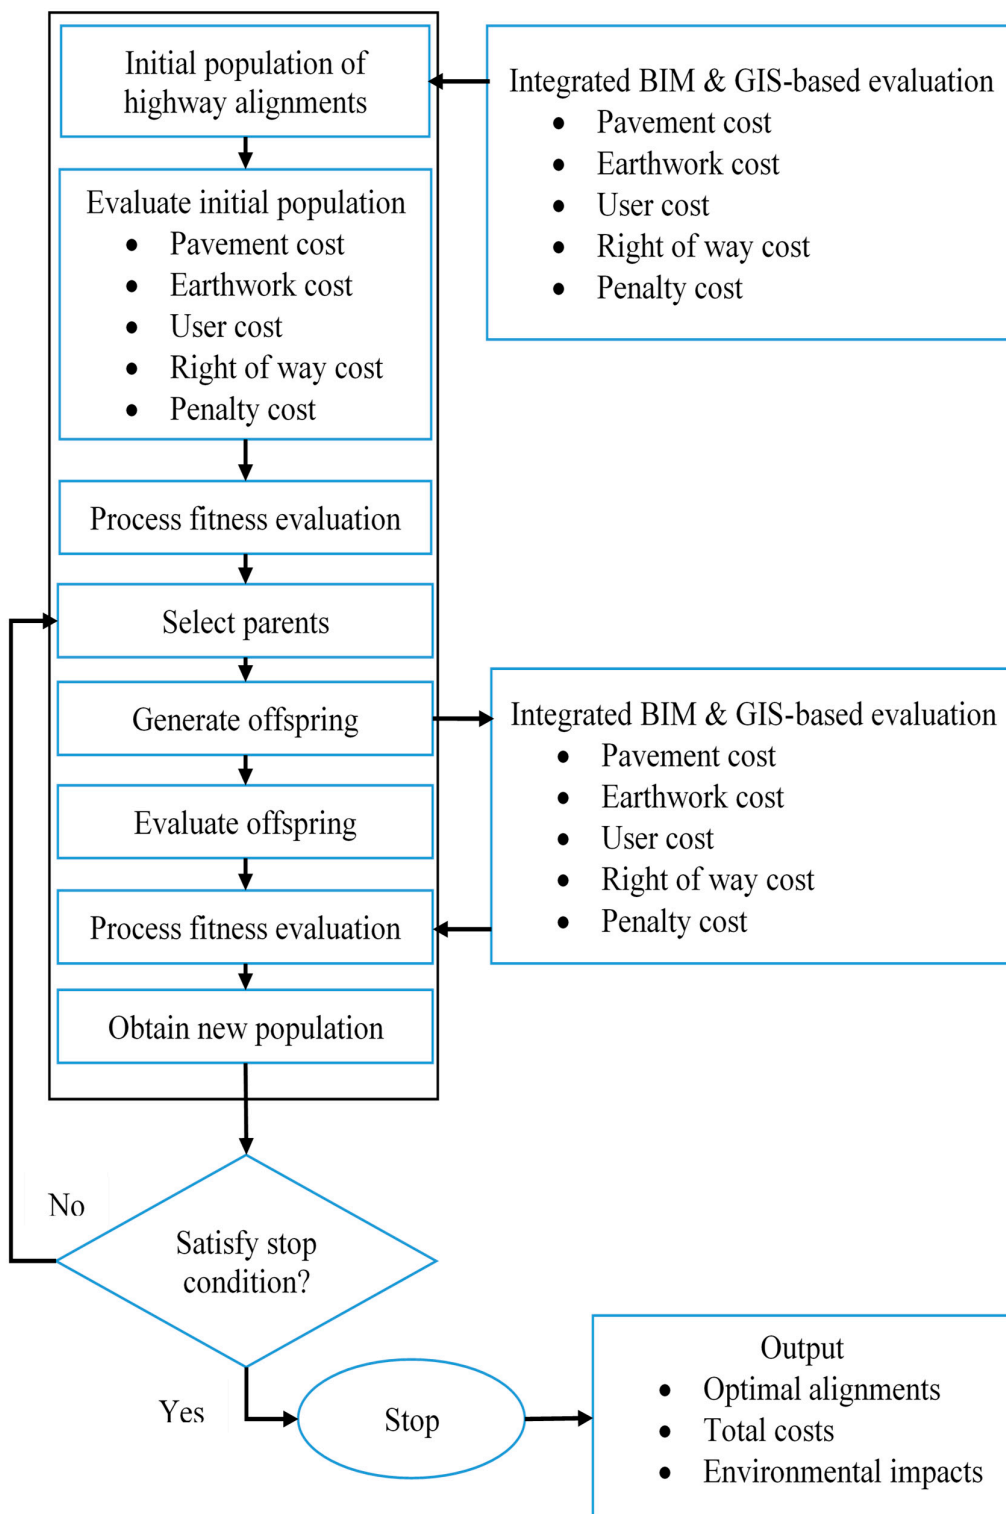 Initial population of
highway alignments
Integrated BIM & GIS-based evaluation
• Pavement cost
• Earthwork cost
• User cost
• Right of way cost
• Penalty cost
Evaluate initial population
• Pavement cost
• Earthwork cost
• User cost
• Right of way cost
• Penalty cost
Process fitness evaluation
Select parents
Generate offspring
Integrated BIM & GIS-based evaluation
• Pavement cost
• Earthwork cost
• User cost
• Right of way cost
• Penalty cost
Evaluate offspring
Process fitness evaluation
Obtain new population
No
Satisfy stop
condition?
Yes
Stop
Output
• Optimal alignments
• Total costs
• Environmental impacts